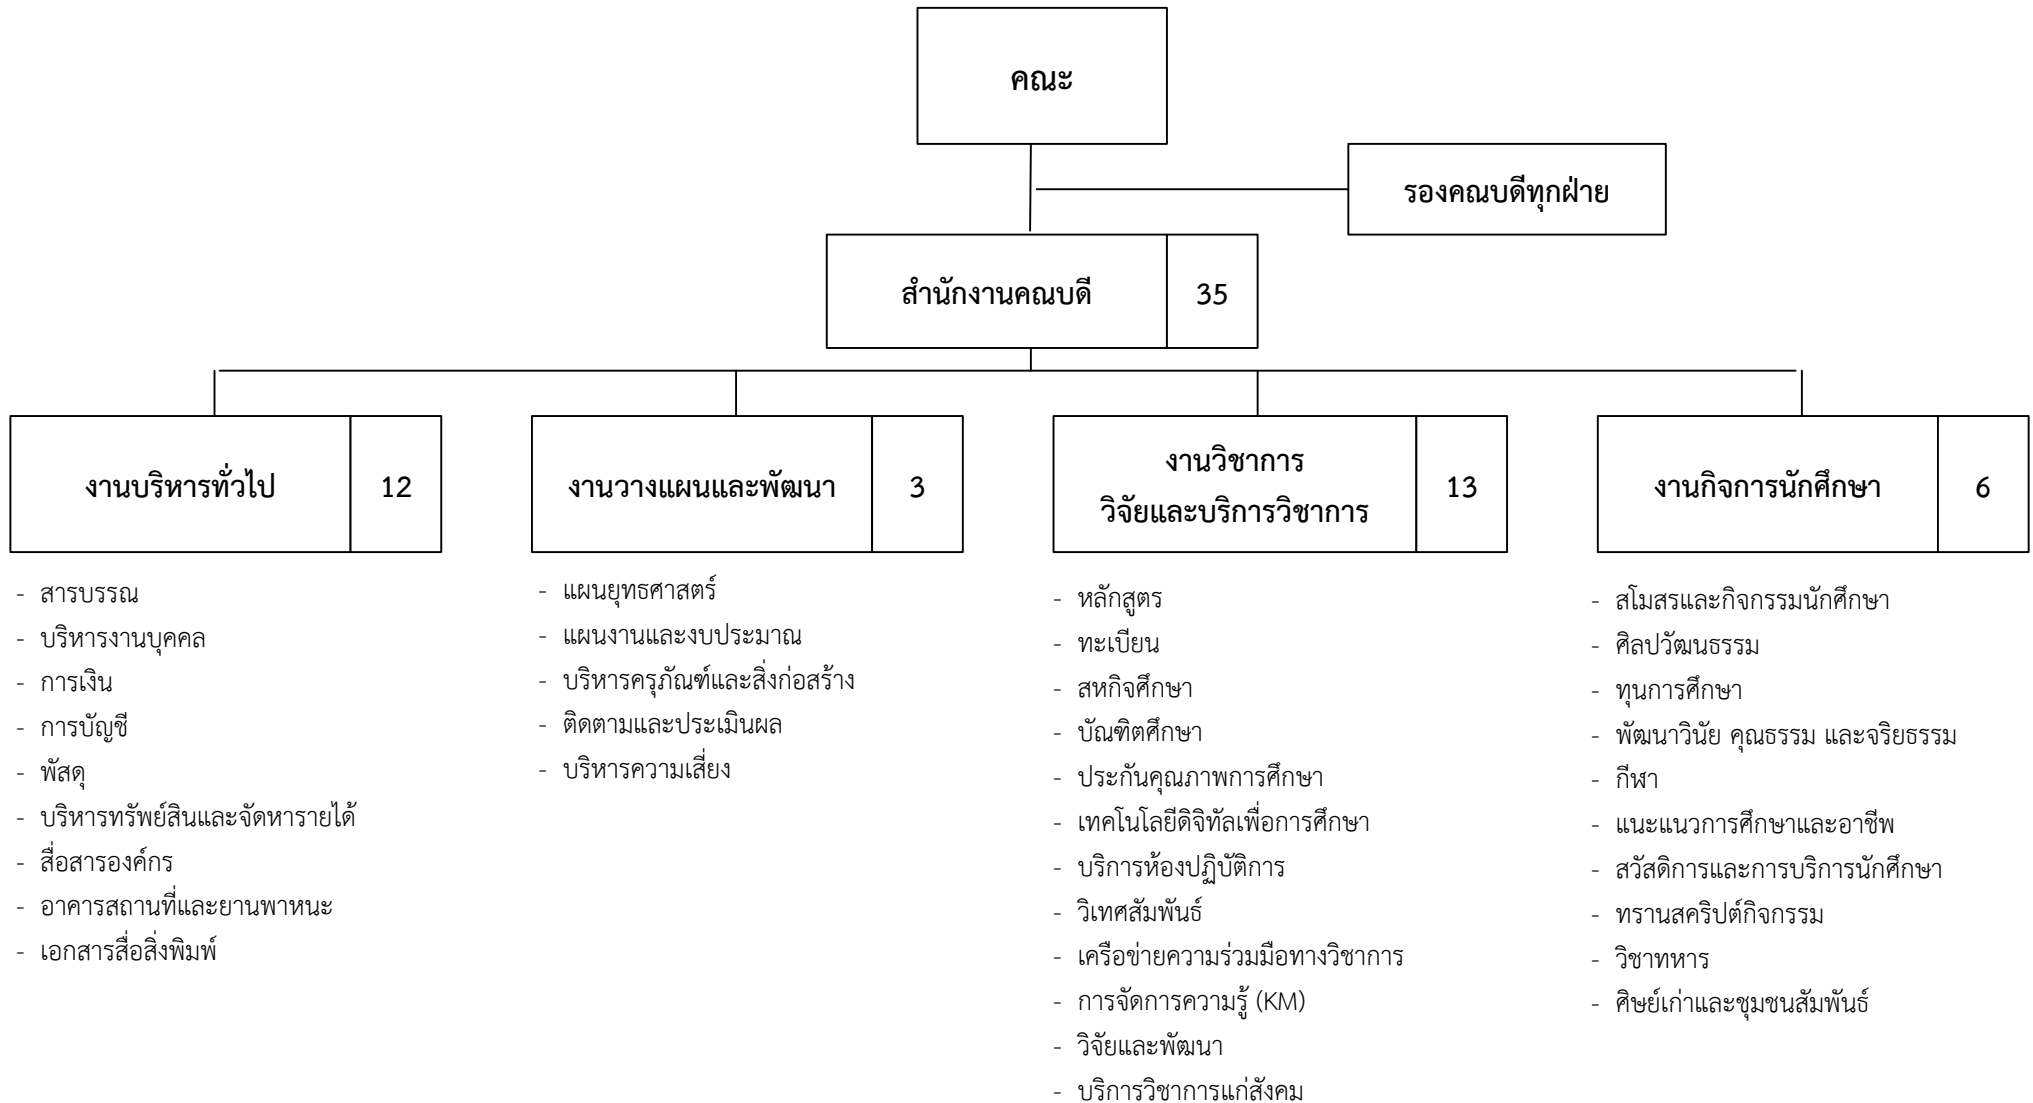 คณะ
รองคณบดีทุกฝ่าย
สำนักงานคณบดี 35
งานบริหารทั่วไป 12
- สารบรรณ
- บริหารงานบุคคล
- การเงิน
- การบัญชี
- พัสดุ
- บริหารทรัพย์สินและจัดหารายได้
- สื่อสารองค์กร
- อาคารสถานที่และยานพาหนะ
- เอกสารสื่อสิ่งพิมพ์
งานวางแผนและพัฒนา 3
- แผนยุทธศาสตร์
- แผนงานและงบประมาณ
- บริหารครุภัณฑ์และสิ่งก่อสร้าง
- ติดตามและประเมินผล
- บริหารความเสี่ยง
งานวิชาการ
วิจัยและบริการวิชาการ 13
- หลักสูตร
- ทะเบียน
- สหกิจศึกษา
- บัณฑิตศึกษา
- ประกันคุณภาพการศึกษา
- เทคโนโลยีดิจิทัลเพื่อการศึกษา
- บริการห้องปฏิบัติการ
- วิเทศสัมพันธ์
- เครือข่ายความร่วมมือทางวิชาการ
- การจัดการความรู้ (KM)
- วิจัยและพัฒนา
- บริการวิชาการแก่สังคม
งานกิจการนักศึกษา 6
- สโมสรและกิจกรรมนักศึกษา
- ศิลปวัฒนธรรม
- ทุนการศึกษา
- พัฒนาวินัย คุณธรรม และจริยธรรม
- กีฬา
- แนะแนวการศึกษาและอาชีพ
- สวัสดิการและการบริการนักศึกษา
- ทรานสคริปต์กิจกรรม
- วิชาทหาร
- ศิษย์เก่าและชุมชนสัมพันธ์